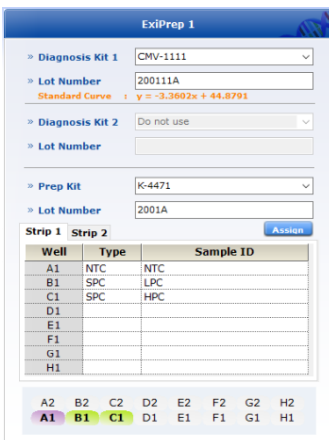 ExiPrep 1
» Diagnosis Kit 1 CMV-1111
» Lot Number 200111A
Standard Curve : y = -3.3602x + 44.8791
» Diagnosis Kit 2 Do not use
» Lot Number
» Prep Kit K-4471
» Lot Number 2001A
Strip 1 Strip 2 Assign
Well Type Sample ID
A1 NTC NTC
B1 SPC LPC
C1 SPC HPC
D1
E1
F1
G1
H1
A2 B2 C2 D2 E2 F2 G2 H2
A1 B1 C1 D1 E1 F1 G1 H1